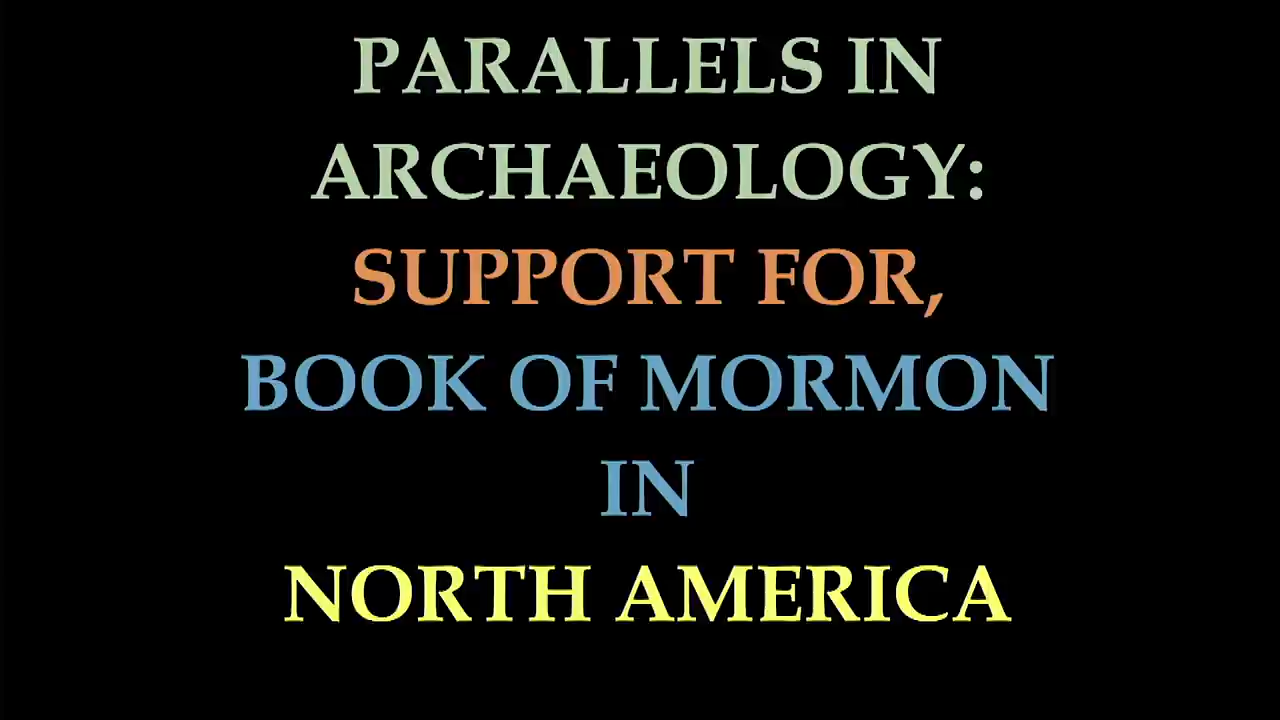 PARALLELS IN
ARCHAEOLOGY:
SUPPORT FOR,
BOOK OF MORMON
IN
NORTH AMERICA